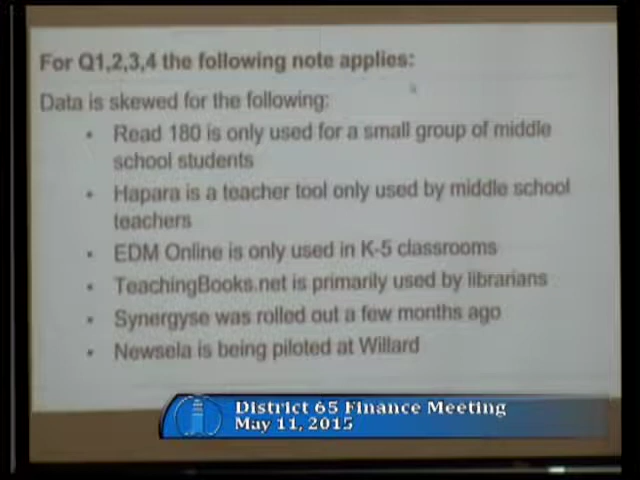 For Q1,2,3,4 the following note applies:
Data is skewed for the following:
• Read 180 is only used for a small group of middle
school students
• Hapara is a teacher tool only used by middle school
teachers
• EDM Online is only used in K-5 classrooms
• TeachingBooks.net is primarily used by librarians
• Synergyse was rolled out a few months ago
• Newsela is being piloted at Willard
District 65 Finance Meeting
May 11, 2015